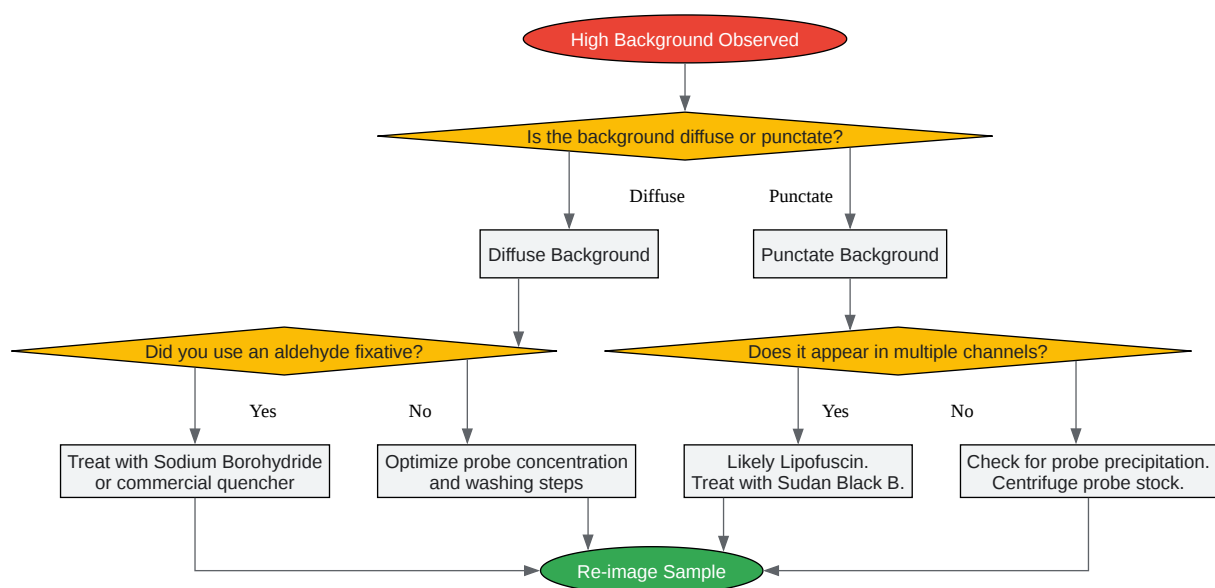 High Background Observed
Is the background diffuse or punctate?
Diffuse
Punctate
Diffuse Background
Punctate Background
Did you use an aldehyde fixative?
Does it appear in multiple channels?
Yes
No
Yes
No
Treat with Sodium Borohydride
or commercial quencher
Optimize probe concentration
and washing steps
Likely Lipofuscin.
Treat with Sudan Black B.
Check for probe precipitation.
Centrifuge probe stock.
Re-image Sample